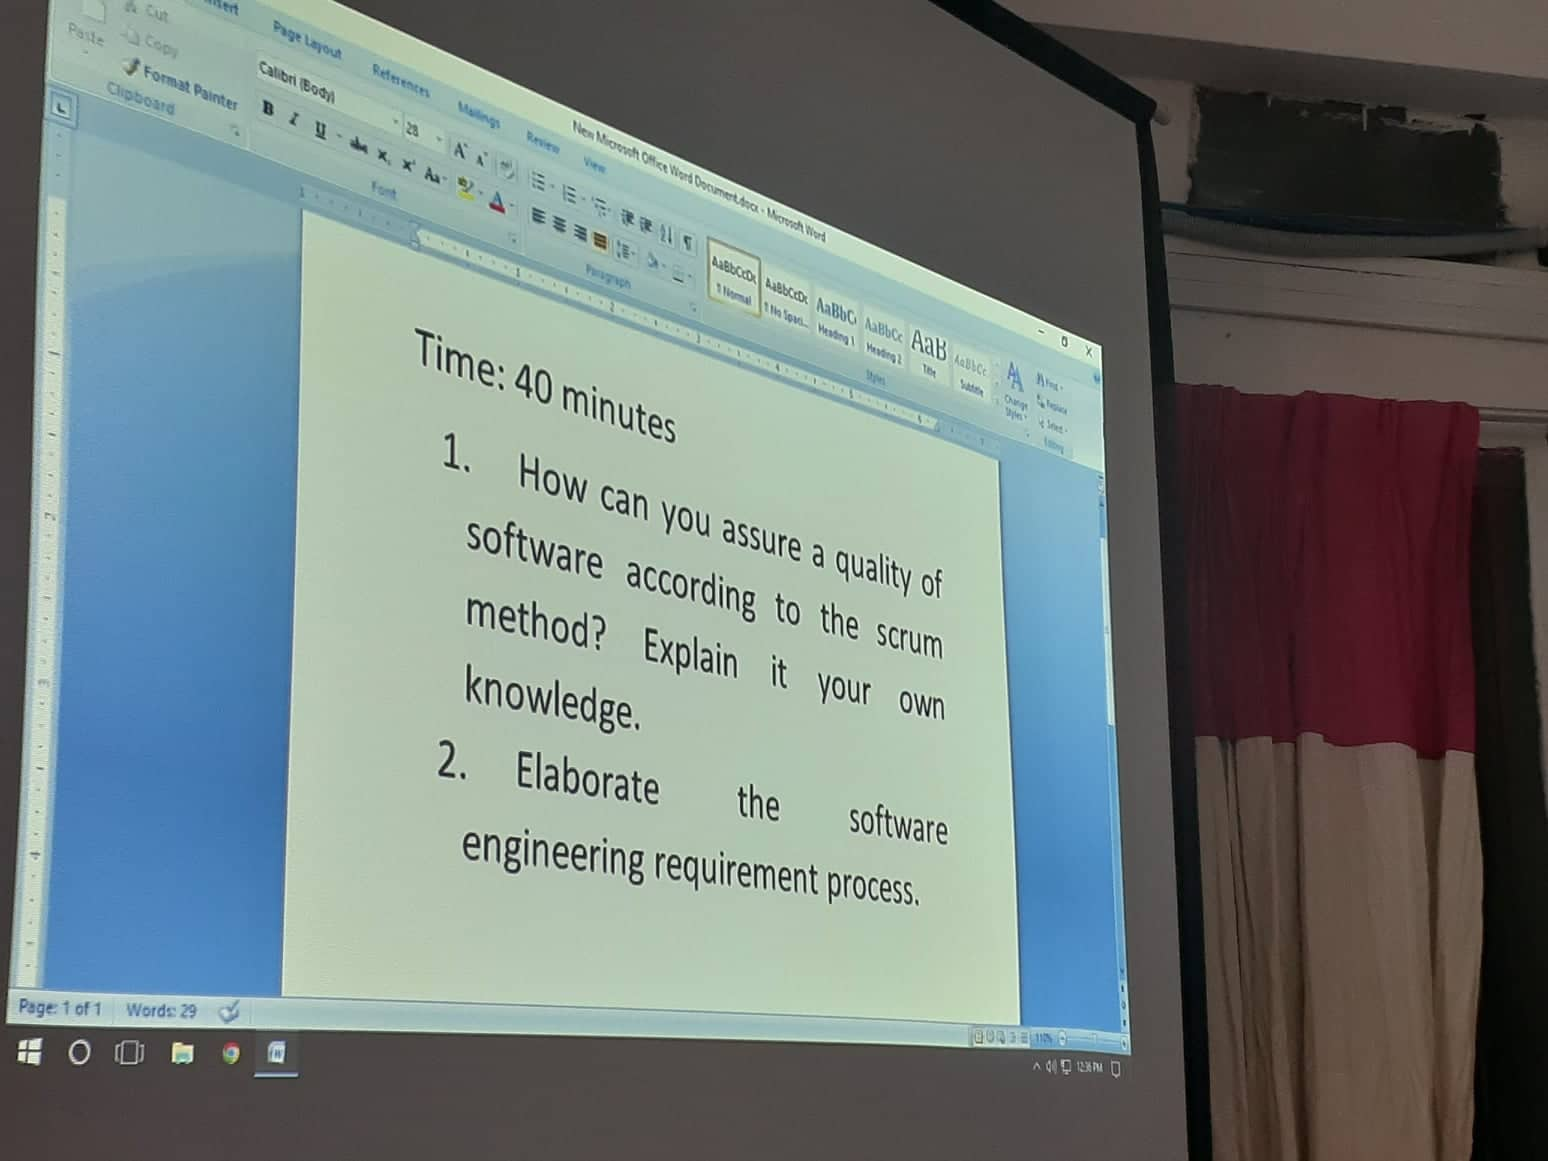 Cut
Paste
Copy
Format Painter
Clipboard
Page Layout
References
Mailings
Review
View
New Microsoft Office Word Document.docx - Microsoft Word
Calibri (Body)
28
B I U abc x, x' Aa
Font
Paragraph
AaBbCcDc AaBbCcDc AaBbC AaBbCc AaB AaBbCc.
¶ Normal ¶ No Spaci... Heading 1 Heading 2 Title Subtitle
Change Styles
Styles
Replace
Select
Editing
Time: 40 minutes
1. How can you assure a quality of
software according to the scrum
method? Explain it your own
knowledge.
2. Elaborate the software
engineering requirement process.
Page: 1 of 1 Words: 29
110%
12:36 PM